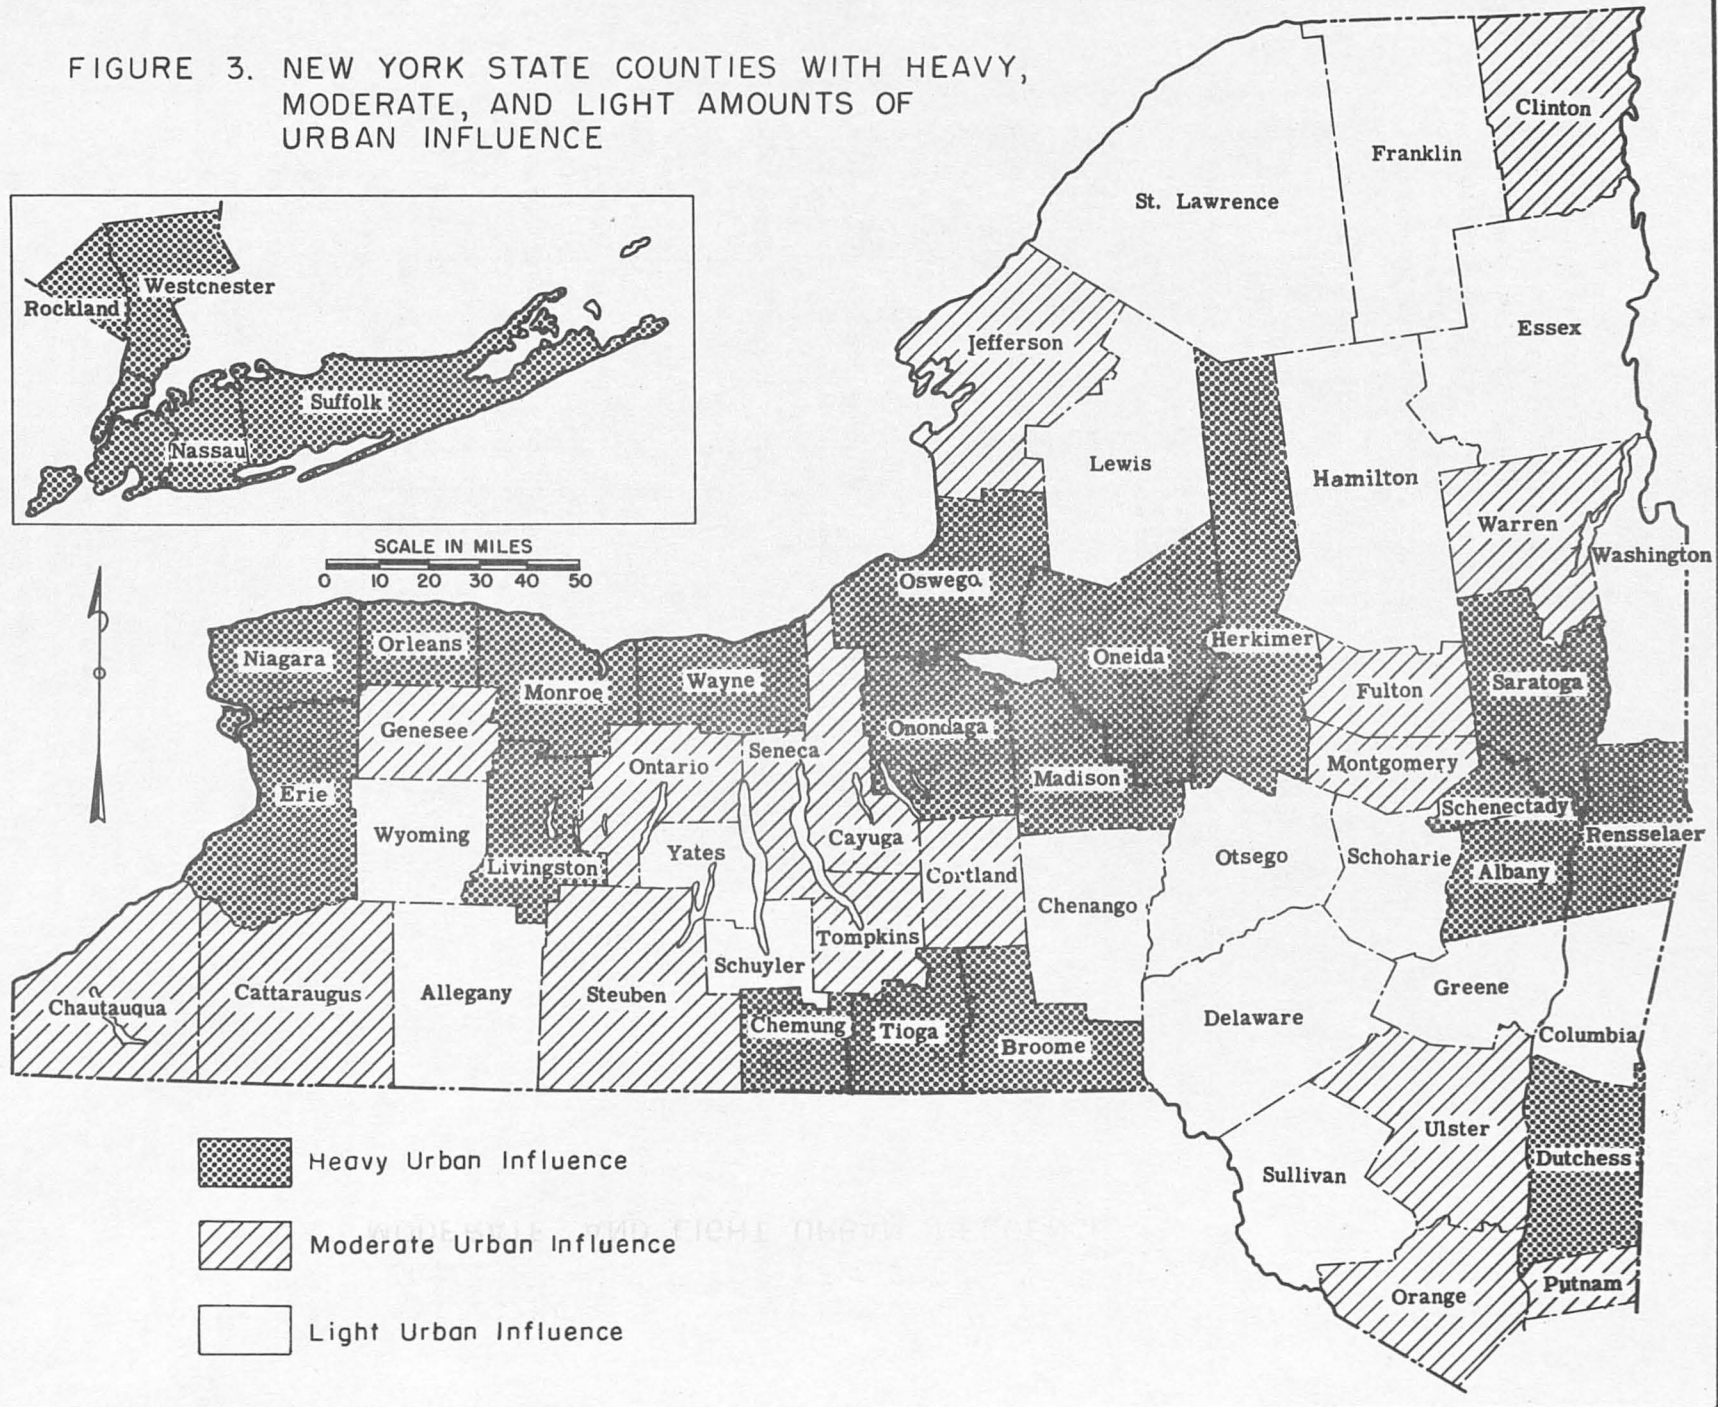 FIGURE 3. NEW YORK STATE COUNTIES WITH HEAVY,
MODERATE, AND LIGHT AMOUNTS OF
URBAN INFLUENCE
Clinton
Franklin
St. Lawrence
Westcnester
Rockland
Suffolk
Nassau
Essex
Jefferson
Lewis
Hamilton
Warren
Washington
SCALE IN MILES
0 10 20 30 40 50
Oswego
Niagara
Orleans
Monroe
Wayne
Oneida
Herkimer
Fulton
Saratoga
Genesee
Onondaga
Ontario
Seneca
Madison
Montgomery
Erie
Schenectady
Wyoming
Cayuga
Rensselaer
Livingston
Yates
Cortland
Otsego
Schoharie
Albany
Chenango
Tompkins
Schuyler
Chautauqua
Cattaraugus
Allegany
Steuben
Greene
Chemung
Tioga
Broome
Delaware
Columbia
Ulster
Dutchess
Sullivan
Orange
Putnam
Heavy Urban Influence
Moderate Urban Influence
Light Urban Influence